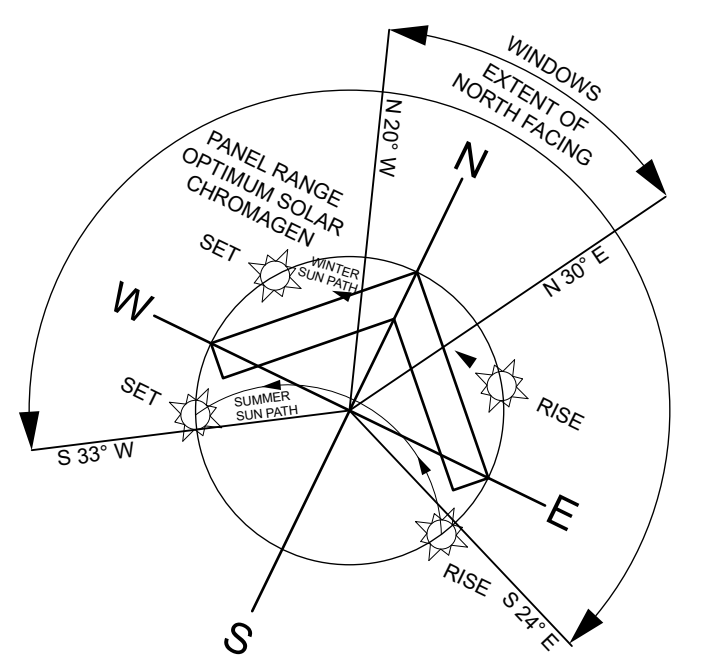 WINDOWS
EXTENT OF
NORTH FACING
N 20° W
PANEL RANGE
OPTIMUM SOLAR
CHROMAGEN
N
SET
WINTER
SUN PATH
N 30° E
W
SET
SUMMER
SUN PATH
RISE
S 33° W
E
RISE
S 24° E
S